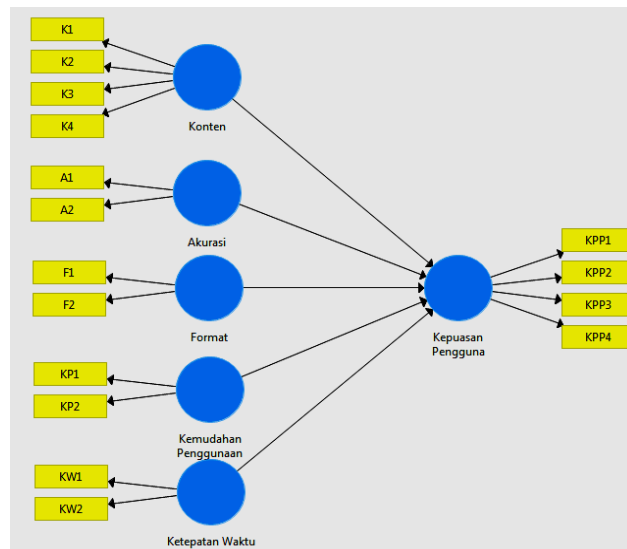 K1
K2
K3
K4
Konten
A1
A2
Akurasi
F1
F2
Format
KP1
KP2
Kemudahan
Penggunaan
KW1
KW2
Ketepatan Waktu
KPP1
KPP2
KPP3
KPP4
Kepuasan
Pengguna